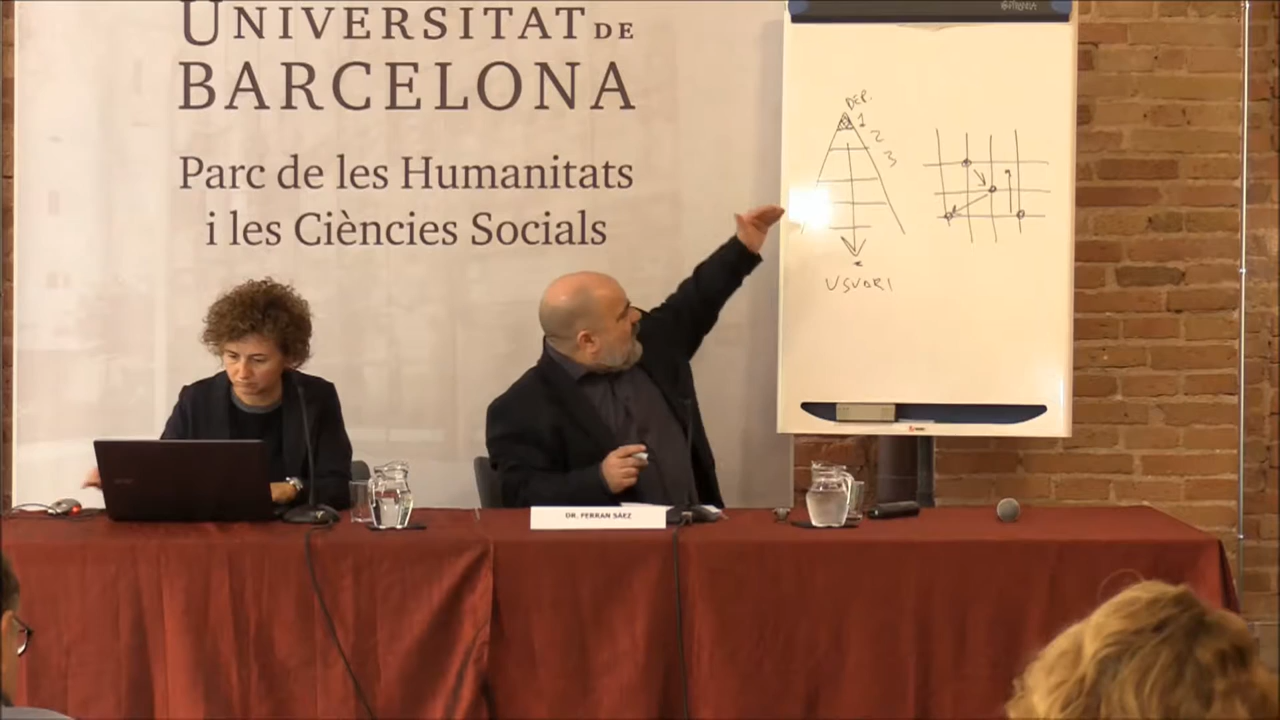 UNIVERSITAT DE
BARCELONA
Parc de les Humanitats
i les Ciències Socials
DEP.
1
2
3
USUARI
DR. FERRAN SÁEZ